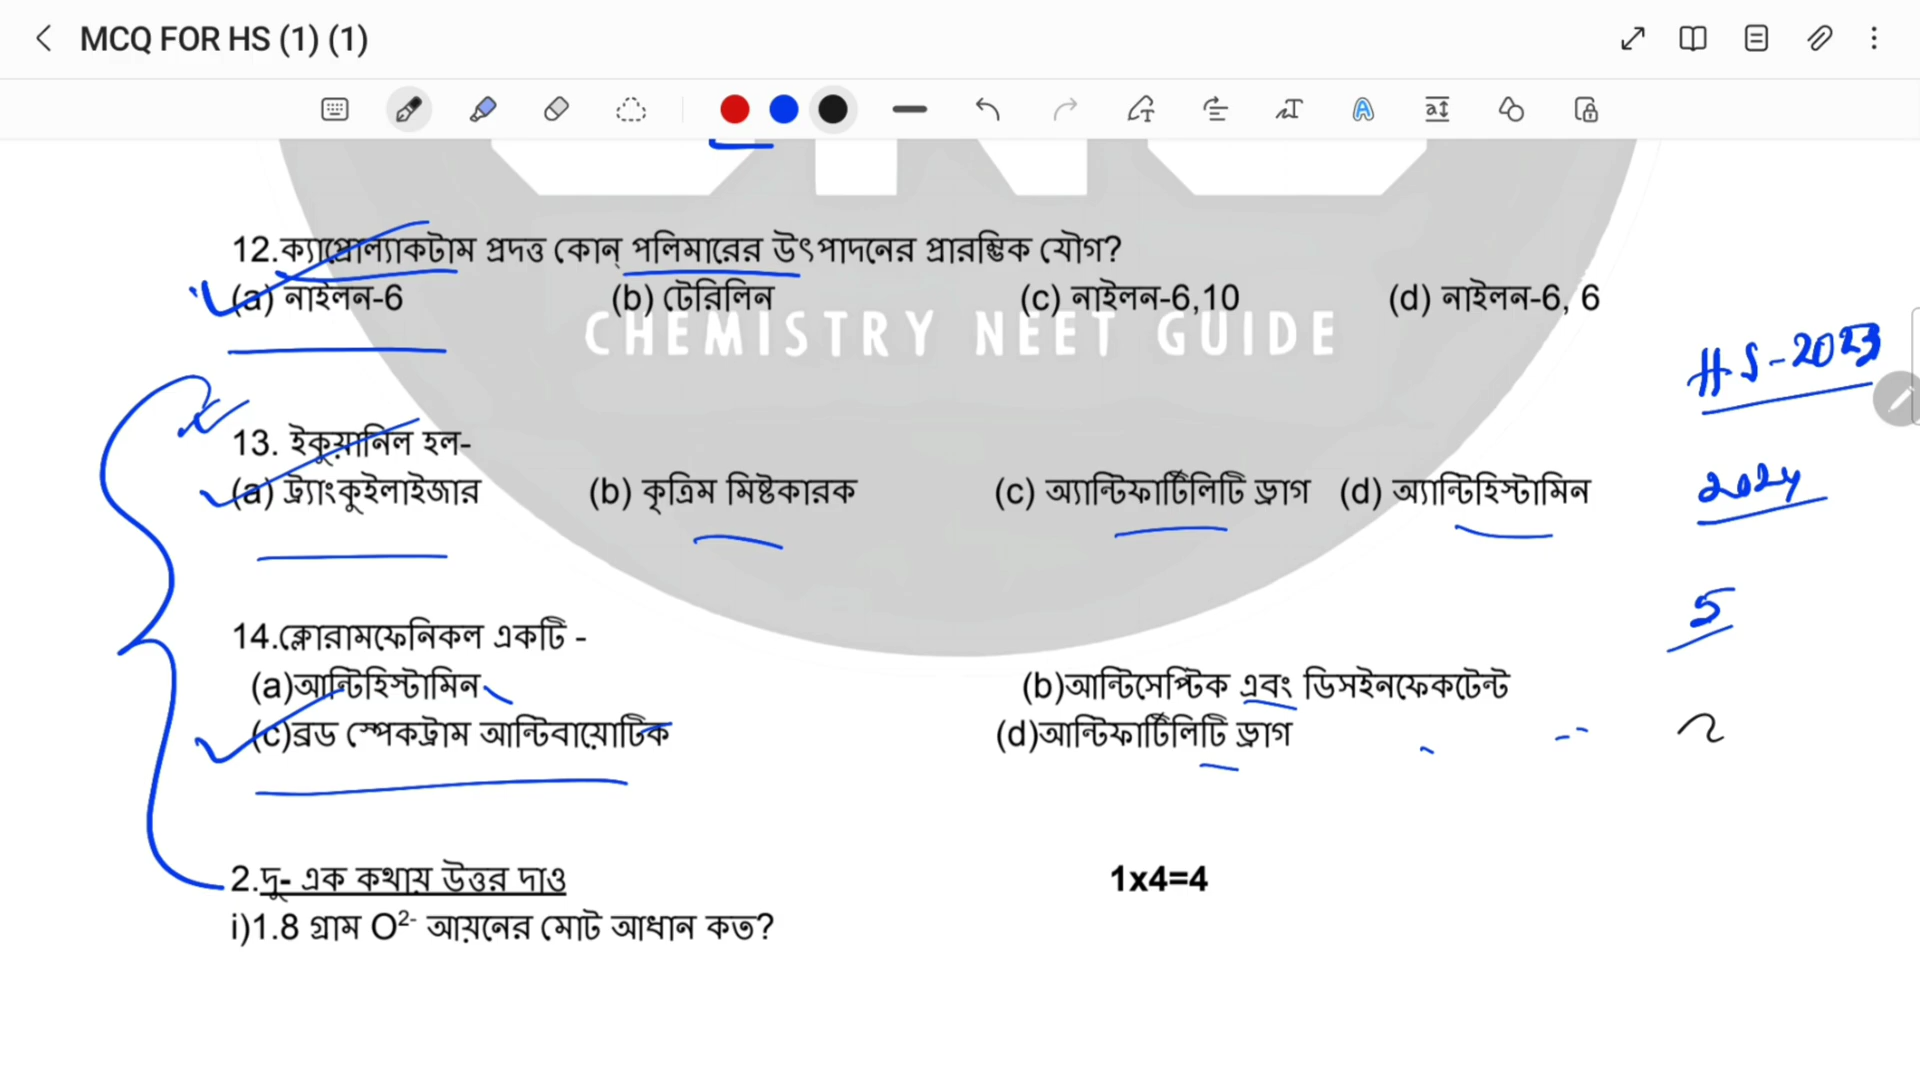 MCQ FOR HS (1) (1)
12.ক্যাপ্রোল্যাকটাম প্রদত্ত কোন্ পলিমারের উৎপাদনের প্রারম্ভিক যৌগ?
(a) নাইলন-6 (b) টেরিলিন (c) নাইলন-6,10 (d) নাইলন-6, 6
CHEMISTRY NEET GUIDE
HS-2023
13. ইকুয়ানিল হল-
(a) ট্র্যাংকুইলাইজার (b) কৃত্রিম মিষ্টকারক (c) অ্যান্টিফার্টিলিটি ড্রাগ (d) অ্যান্টিহিস্টামিন
2024
5
14.ক্লোরামফেনিকল একটি -
(a)আন্টিহিস্টামিন (b)আন্টিসেপ্টিক এবং ডিসইনফেকটেন্ট
(c)ব্রড স্পেকট্রাম আন্টিবায়োটিক (d)আন্টিফার্টিলিটি ড্রাগ
2.দু- এক কথায় উত্তর দাও 1x4=4
i)1.8 গ্রাম O²⁻ আয়নের মোট আধান কত?